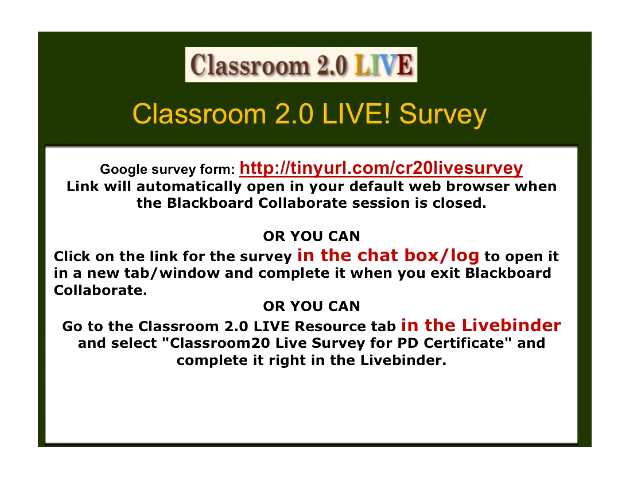 Classroom 2.0 LIVE
Classroom 2.0 LIVE! Survey
Google survey form: http://tinyurl.com/cr20livesurvey
Link will automatically open in your default web browser when
the Blackboard Collaborate session is closed.
OR YOU CAN
Click on the link for the survey in the chat box/log to open it
in a new tab/window and complete it when you exit Blackboard
Collaborate.
OR YOU CAN
Go to the Classroom 2.0 LIVE Resource tab in the Livebinder
and select "Classroom20 Live Survey for PD Certificate" and
complete it right in the Livebinder.